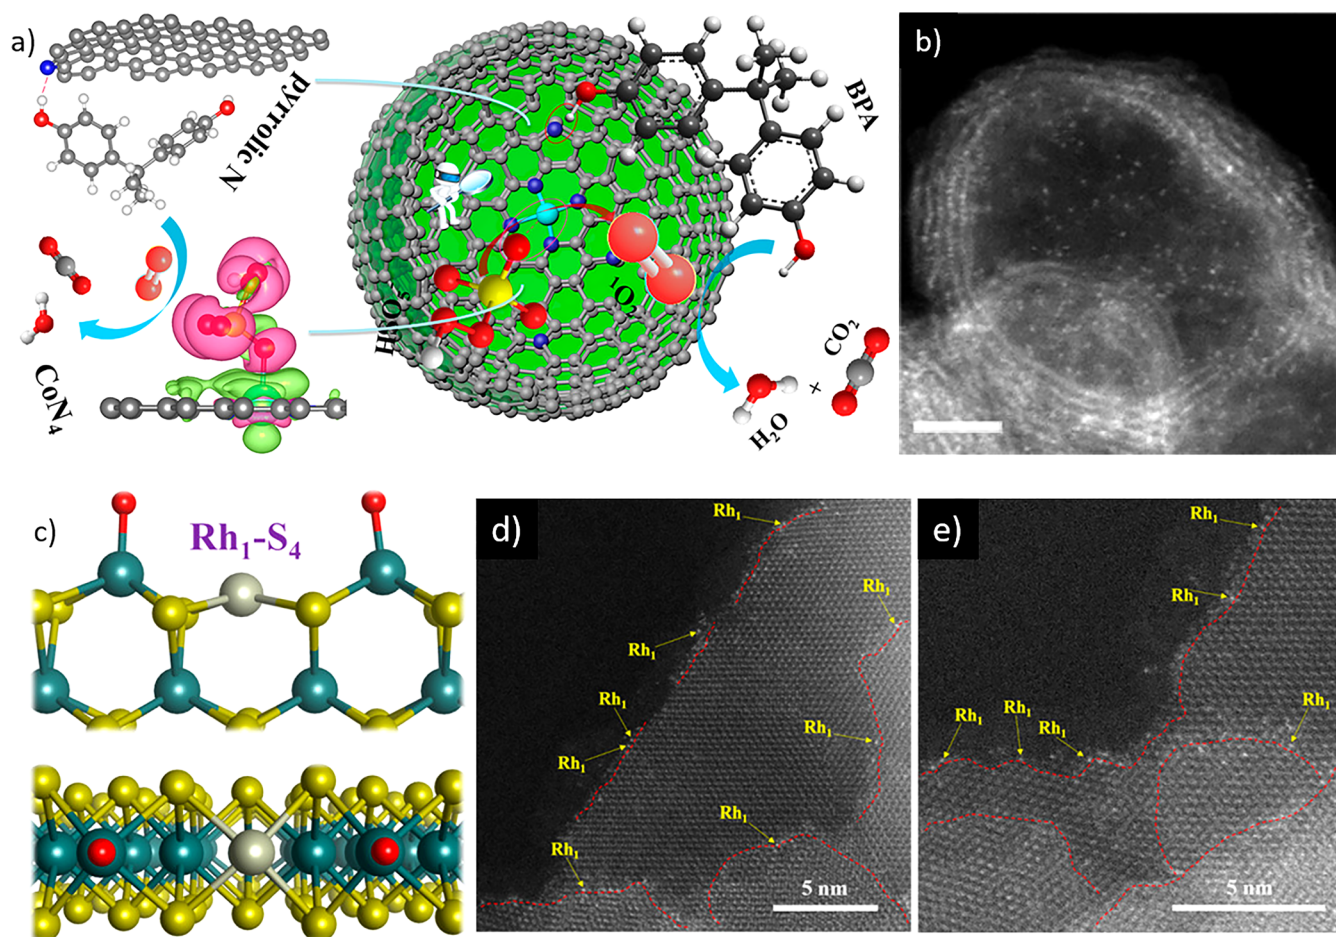 a)
pyrrolic N
BPA
¹O₂
CO₂
H₂O +
CoN₄
b)
c)
Rh₁-S₄
d)
Rh₁
Rh₁
Rh₁
Rh₁
Rh₁
Rh₁
Rh₁
Rh₁
5 nm
e)
Rh₁
Rh₁
Rh₁
Rh₁
Rh₁
Rh₁
5 nm